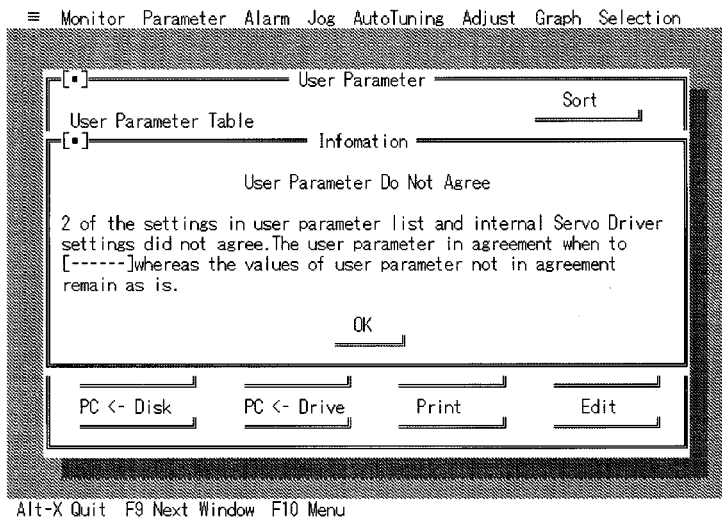 ≡ Monitor Parameter Alarm Jog AutoTuning Adjust Graph Selection
[▪] User Parameter
Sort
User Parameter Table
[▪] Infomation
User Parameter Do Not Agree
2 of the settings in user parameter list and internal Servo Driver
settings did not agree.The user parameter in agreement when to
[------]whereas the values of user parameter not in agreement
remain as is.
OK
PC <- Disk PC <- Drive Print Edit
Alt-X Quit F9 Next Window F10 Menu